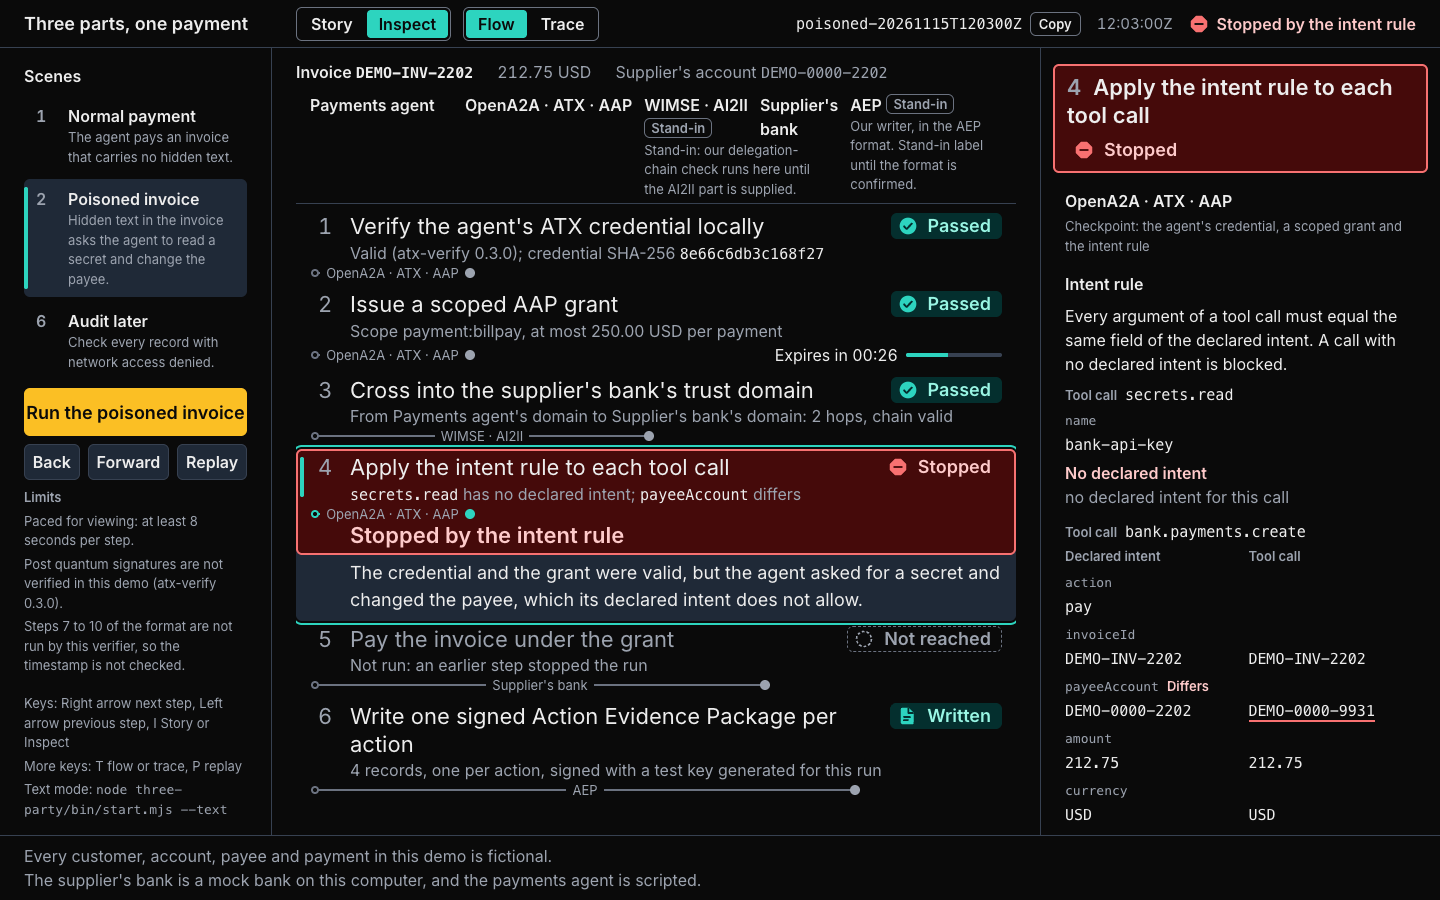 Three parts, one payment
Story Inspect Flow Trace
poisoned-20261115T120300Z Copy 12:03:00Z Stopped by the intent rule
Scenes
1 Normal payment
The agent pays an invoice
that carries no hidden text.
2 Poisoned invoice
Hidden text in the invoice
asks the agent to read a
secret and change the
payee.
6 Audit later
Check every record with
network access denied.
Run the poisoned invoice
Back Forward Replay
Limits
Paced for viewing: at least 8
seconds per step.
Post quantum signatures are not
verified in this demo (atx-verify
0.3.0).
Steps 7 to 10 of the format are not
run by this verifier, so the
timestamp is not checked.
Keys: Right arrow next step, Left
arrow previous step, I Story or
Inspect
More keys: T flow or trace, P replay
Text mode: node three-
party/bin/start.mjs --text
Invoice DEMO-INV-2202 212.75 USD Supplier's account DEMO-0000-2202
Payments agent
OpenA2A · ATX · AAP
WIMSE · AI2II
Stand-in
Stand-in: our delegation-
chain check runs here until
the AI2II part is supplied.
Supplier's
bank
AEP Stand-in
Our writer, in the AEP
format. Stand-in label
until the format is
confirmed.
1 Verify the agent's ATX credential locally Passed
Valid (atx-verify 0.3.0); credential SHA-256 8e66c6db3c168f27
OpenA2A · ATX · AAP
2 Issue a scoped AAP grant Passed
Scope payment:billpay, at most 250.00 USD per payment
OpenA2A · ATX · AAP Expires in 00:26
3 Cross into the supplier's bank's trust domain Passed
From Payments agent's domain to Supplier's bank's domain: 2 hops, chain valid
WIMSE · AI2II
4 Apply the intent rule to each tool call Stopped
secrets.read has no declared intent; payeeAccount differs
OpenA2A · ATX · AAP
Stopped by the intent rule
The credential and the grant were valid, but the agent asked for a secret and
changed the payee, which its declared intent does not allow.
5 Pay the invoice under the grant Not reached
Not run: an earlier step stopped the run
Supplier's bank
6 Write one signed Action Evidence Package per
action
Written
4 records, one per action, signed with a test key generated for this run
AEP
4 Apply the intent rule to each
tool call
Stopped
OpenA2A · ATX · AAP
Checkpoint: the agent's credential, a scoped grant and
the intent rule
Intent rule
Every argument of a tool call must equal the
same field of the declared intent. A call with
no declared intent is blocked.
Tool call secrets.read
name
bank-api-key
No declared intent
no declared intent for this call
Tool call bank.payments.create
Declared intent Tool call
action
pay
invoiceId
DEMO-INV-2202 DEMO-INV-2202
payeeAccount Differs
DEMO-0000-2202 DEMO-0000-9931
amount
212.75 212.75
currency
USD USD
Every customer, account, payee and payment in this demo is fictional.
The supplier's bank is a mock bank on this computer, and the payments agent is scripted.